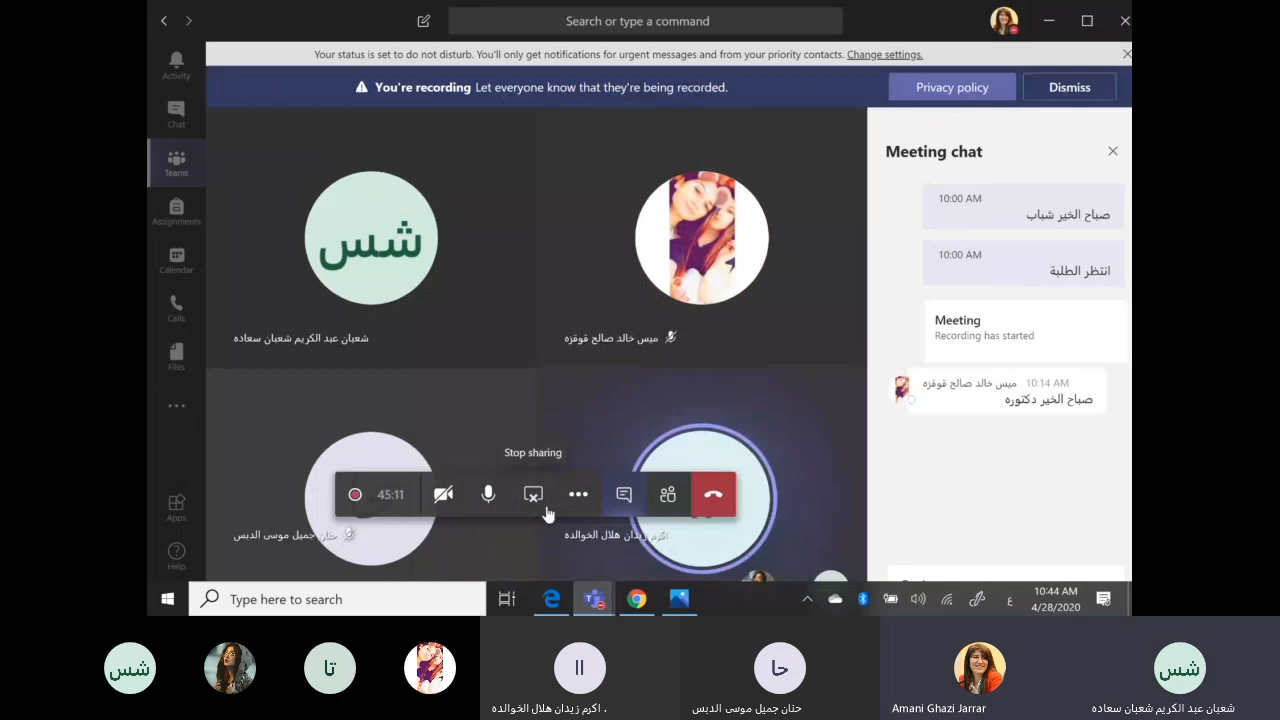 Search or type a command
Your status is set to do not disturb. You'll only get notifications for urgent messages and from your priority contacts. Change settings.
You're recording Let everyone know that they're being recorded.
Privacy policy
Dismiss
Activity
Chat
Teams
Assignments
Calendar
Calls
Files
Apps
Help
شس
شعبان عبد الكريم شعبان سعاده
ميس خالد صالح قوقزه
Stop sharing
45:11
حنان جميل موسى الدبس
اكرم زيدان هلال الخوالده
Meeting chat
10:00 AM
صباح الخير شباب
10:00 AM
انتظر الطلبة
Meeting
Recording has started
ميس خالد صالح قوقزه 10:14 AM
صباح الخير دكتوره
Type here to search
ع
10:44 AM
4/28/2020
شس
تا
اا
اكرم زيدان هلال الخوالده .
حا
حنان جميل موسى الدبس
Amani Ghazi Jarrar
شس
شعبان عبد الكريم شعبان سعاده